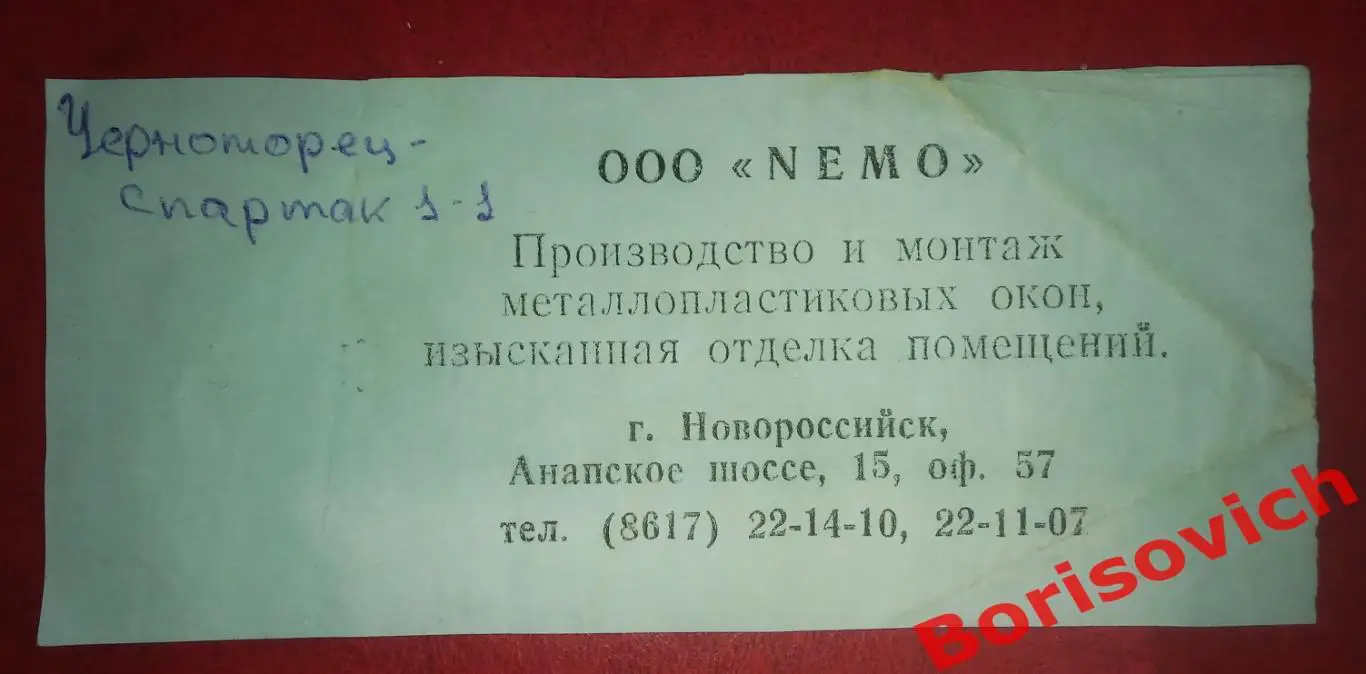 Черноморец-
Спартак 1-1
ООО «NEMO»
Производство и монтаж
металлопластиковых окон,
изысканная отделка помещений.
г. Новороссийск,
Анапское шоссе, 15, оф. 57
тел. (8617) 22-14-10, 22-11-07
Borisovich